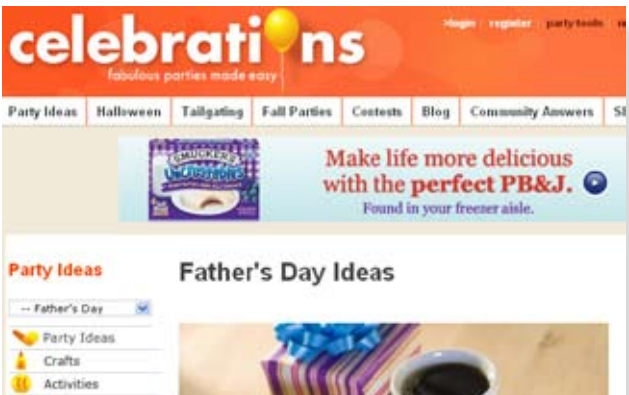 celebrations
fabulous parties made easy
>login register party tools
Party Ideas Halloween Tailgating Fall Parties Contests Blog Community Answers
SMUCKER'S
UNCRUSTABLES
Make life more delicious
with the perfect PB&J.
Found in your freezer aisle.
Party Ideas
Father's Day Ideas
-- Father's Day
Party Ideas
Crafts
Activities